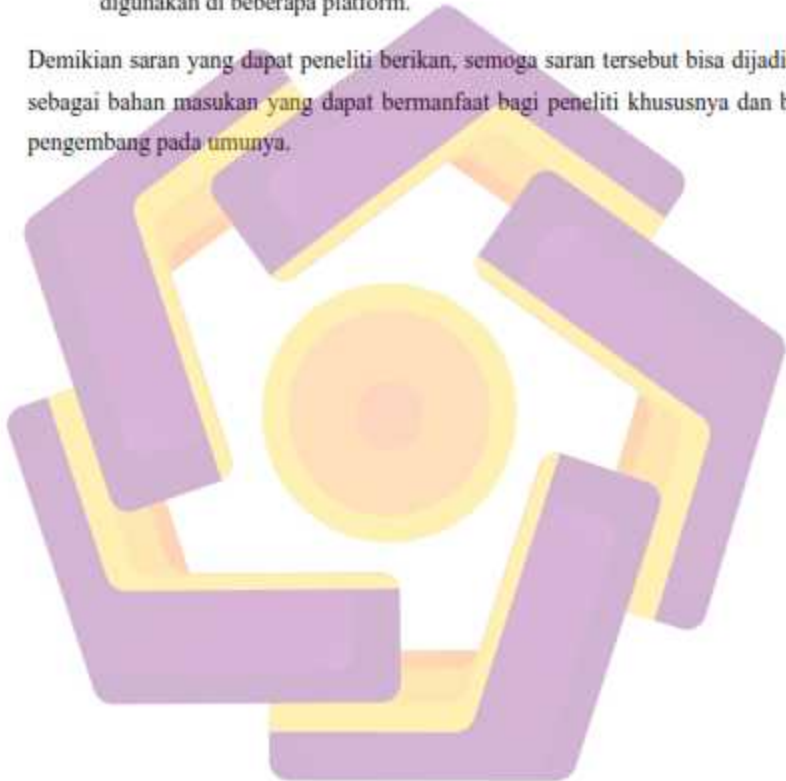 digunakan di beberapa platform.
Demikian saran yang dapat peneliti berikan, semoga saran tersebut bisa dijadi
sebagai bahan masukan yang dapat bermanfaat bagi peneliti khususnya dan b
pengembang pada umunya.